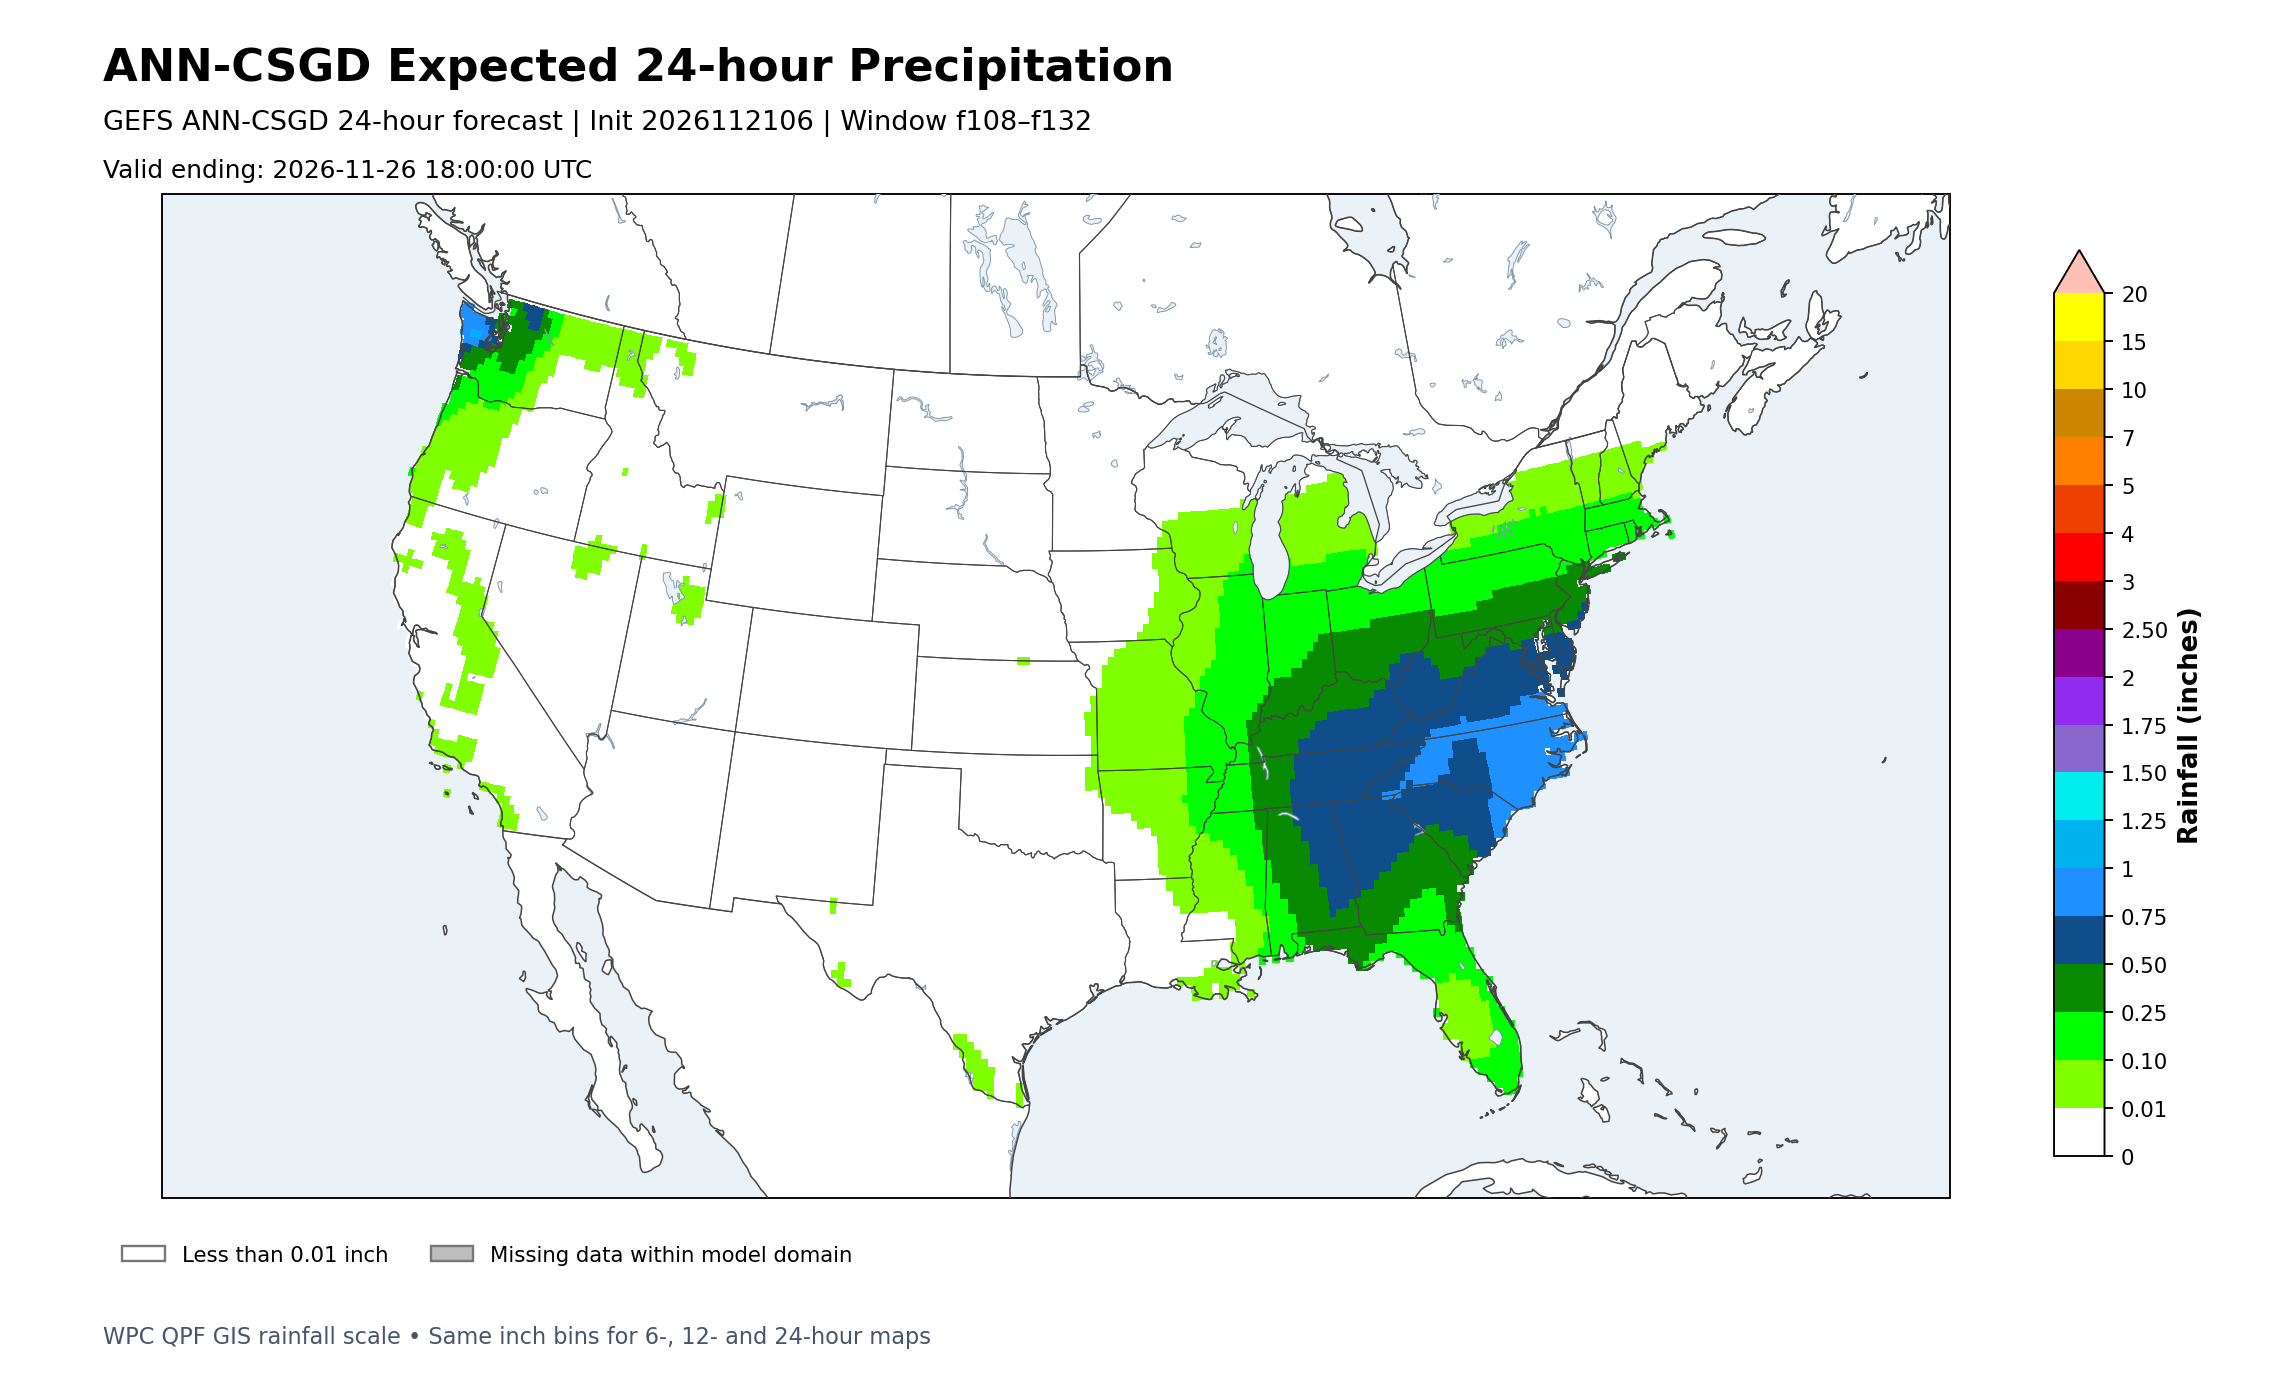 ANN-CSGD Expected 24-hour Precipitation
GEFS ANN-CSGD 24-hour forecast | Init 2026112106 | Window f108–f132
Valid ending: 2026-11-26 18:00:00 UTC
20
15
10
7
5
4
3
2.50
2
1.75
1.50
1.25
1
0.75
0.50
0.25
0.10
0.01
0
Rainfall (inches)
Less than 0.01 inch
Missing data within model domain
WPC QPF GIS rainfall scale • Same inch bins for 6-, 12- and 24-hour maps